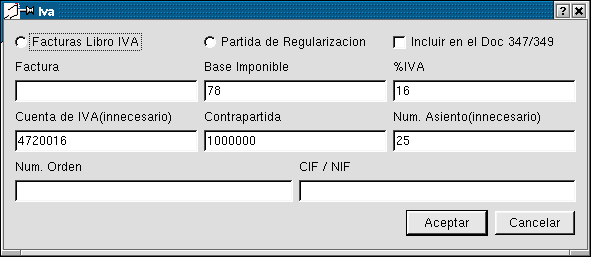 Iva
Facturas Libro IVA Partida de Regularizacion Incluir en el Doc 347/349
Factura Base Imponible %IVA
78 16
Cuenta de IVA(innecesario) Contrapartida Num. Asiento(innecesario)
4720016 1000000 25
Num. Orden CIF / NIF
Aceptar Cancelar